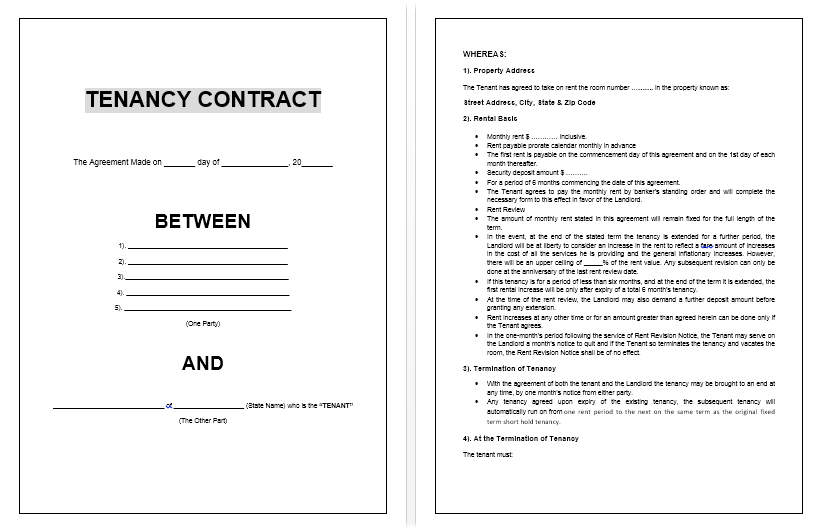 TENANCY CONTRACT
The Agreement Made on _______ day of _______________, 20_______
BETWEEN
1). ___________________________________
2). ___________________________________
3). ___________________________________
4). ___________________________________
5). ___________________________________
(One Party)
AND
__________________________ of ________________ (State Name) who is the “TENANT”
(The Other Part)
WHEREAS:
1). Property Address
The Tenant has agreed to take on rent the room number .......... in the property known as:
Street Address, City, State & Zip Code
2). Rental Basis
• Monthly rent $ ............ inclusive.
• Rent payable prorate calendar monthly in advance
• The first rent is payable on the commencement day of this agreement and on the 1st day of each
month thereafter.
• Security deposit amount $ ..........
• For a period of 6 months commencing the date of this agreement.
• The Tenant agrees to pay the monthly rent by banker's standing order and will complete the
necessary form to this effect in favor of the Landlord.
• Rent Review
• The amount of monthly rent stated in this agreement will remain fixed for the full length of the
term.
• In the event, at the end of the stated term the tenancy is extended for a further period, the
Landlord will be at liberty to consider an increase in the rent to reflect a amount of increases
in the cost of all the services he is providing and the general inflationary increases. However,
there will be an upper ceiling of _____% of the rent value. Any subsequent revision can only be
done at the anniversary of the last rent review date.
• If this tenancy is for a period of less than six months, and at the end of the term it is extended, the
first rental increase will be only after expiry of a total 6 month's tenancy.
• At the time of the rent review, the Landlord may also demand a further deposit amount before
granting any extension.
• Rent increases at any other time or for an amount greater than agreed herein can be done only if
the Tenant agrees.
• In the one-month's period following the service of Rent Revision Notice, the Tenant may serve on
the Landlord a month's notice to quit and if the Tenant so terminates the tenancy and vacates the
room, the Rent Revision Notice shall be of no effect.
3). Termination of Tenancy
• With the agreement of both the tenant and the Landlord the tenancy may be brought to an end at
any time, by one month's notice from either party.
• Any tenancy agreed upon expiry of the existing tenancy, the subsequent tenancy will
automatically run on from one rent period to the next on the same term as the original fixed
term short hold tenancy.
4). At the Termination of Tenancy
The tenant must: